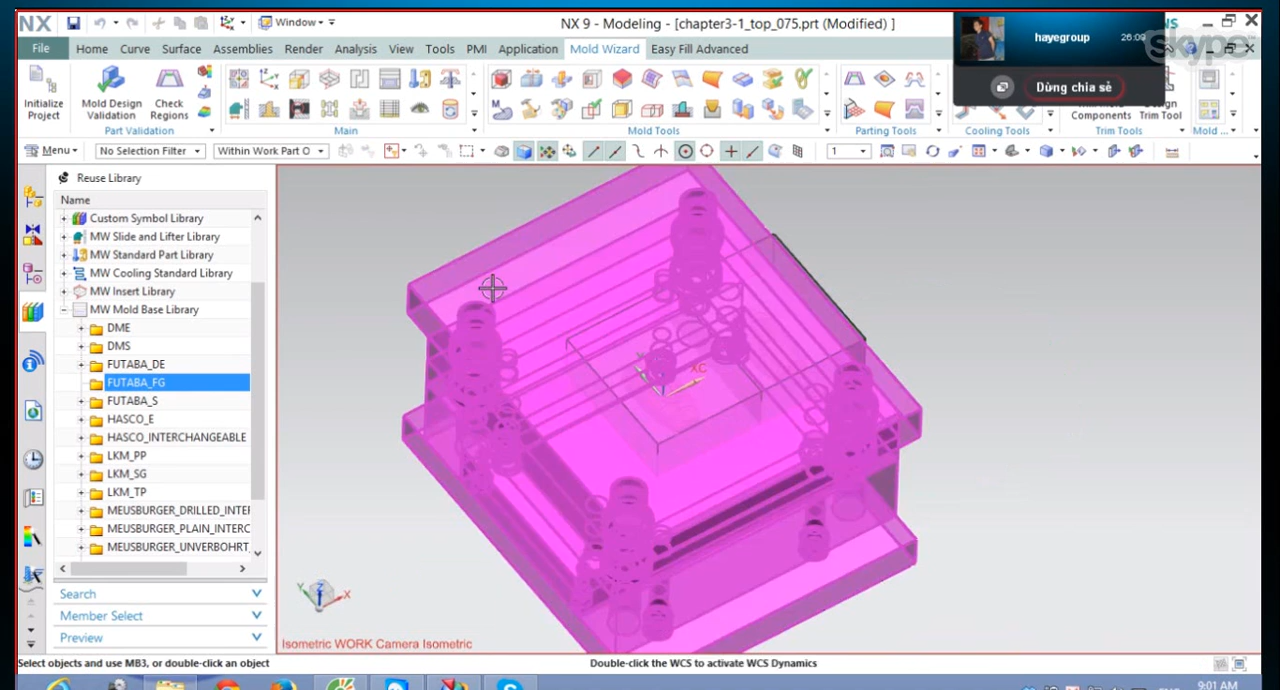 NX
Window
NX 9 - Modeling - [chapter3-1_top_075.prt (Modified) ]
NS
hayegroup
26:09
skype
Dừng chia sẻ
File
Home
Curve
Surface
Assemblies
Render
Analysis
View
Tools
PMI
Application
Mold Wizard
Easy Fill Advanced
Initialize
Project
Mold Design
Validation
Check
Regions
Components
Design
Trim Tool
Part Validation
Main
Mold Tools
Parting Tools
Cooling Tools
Trim Tools
Mold ...
Menu
No Selection Filter
Within Work Part O
1
Reuse Library
Name
Custom Symbol Library
MW Slide and Lifter Library
MW Standard Part Library
MW Cooling Standard Library
MW Insert Library
MW Mold Base Library
DME
DMS
FUTABA_DE
FUTABA_FG
FUTABA_S
HASCO_E
HASCO_INTERCHANGEABLE
LKM_PP
LKM_SG
LKM_TP
MEUSBURGER_DRILLED_INTER
MEUSBURGER_PLAIN_INTERC
MEUSBURGER_UNVERBOHRT_
Search
Member Select
Preview
XC
Y
Z
X
Isometric WORK Camera Isometric
Select objects and use MB3, or double-click an object
Double-click the WCS to activate WCS Dynamics
9:01 AM